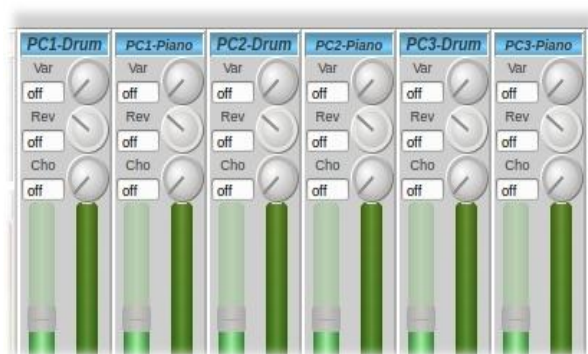 PC1-Drum PC1-Piano PC2-Drum PC2-Piano PC3-Drum PC3-Piano
Var Var Var Var Var Var
off off off off off off
Rev Rev Rev Rev Rev Rev
off off off off off off
Cho Cho Cho Cho Cho Cho
off off off off off off